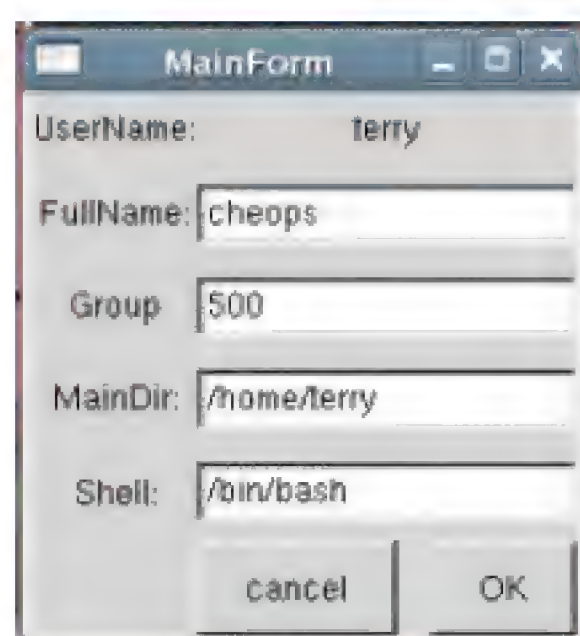 MainForm
UserName: terry
FullName: cheops
Group 500
MainDir: /home/terry
Shell: /bin/bash
cancel OK